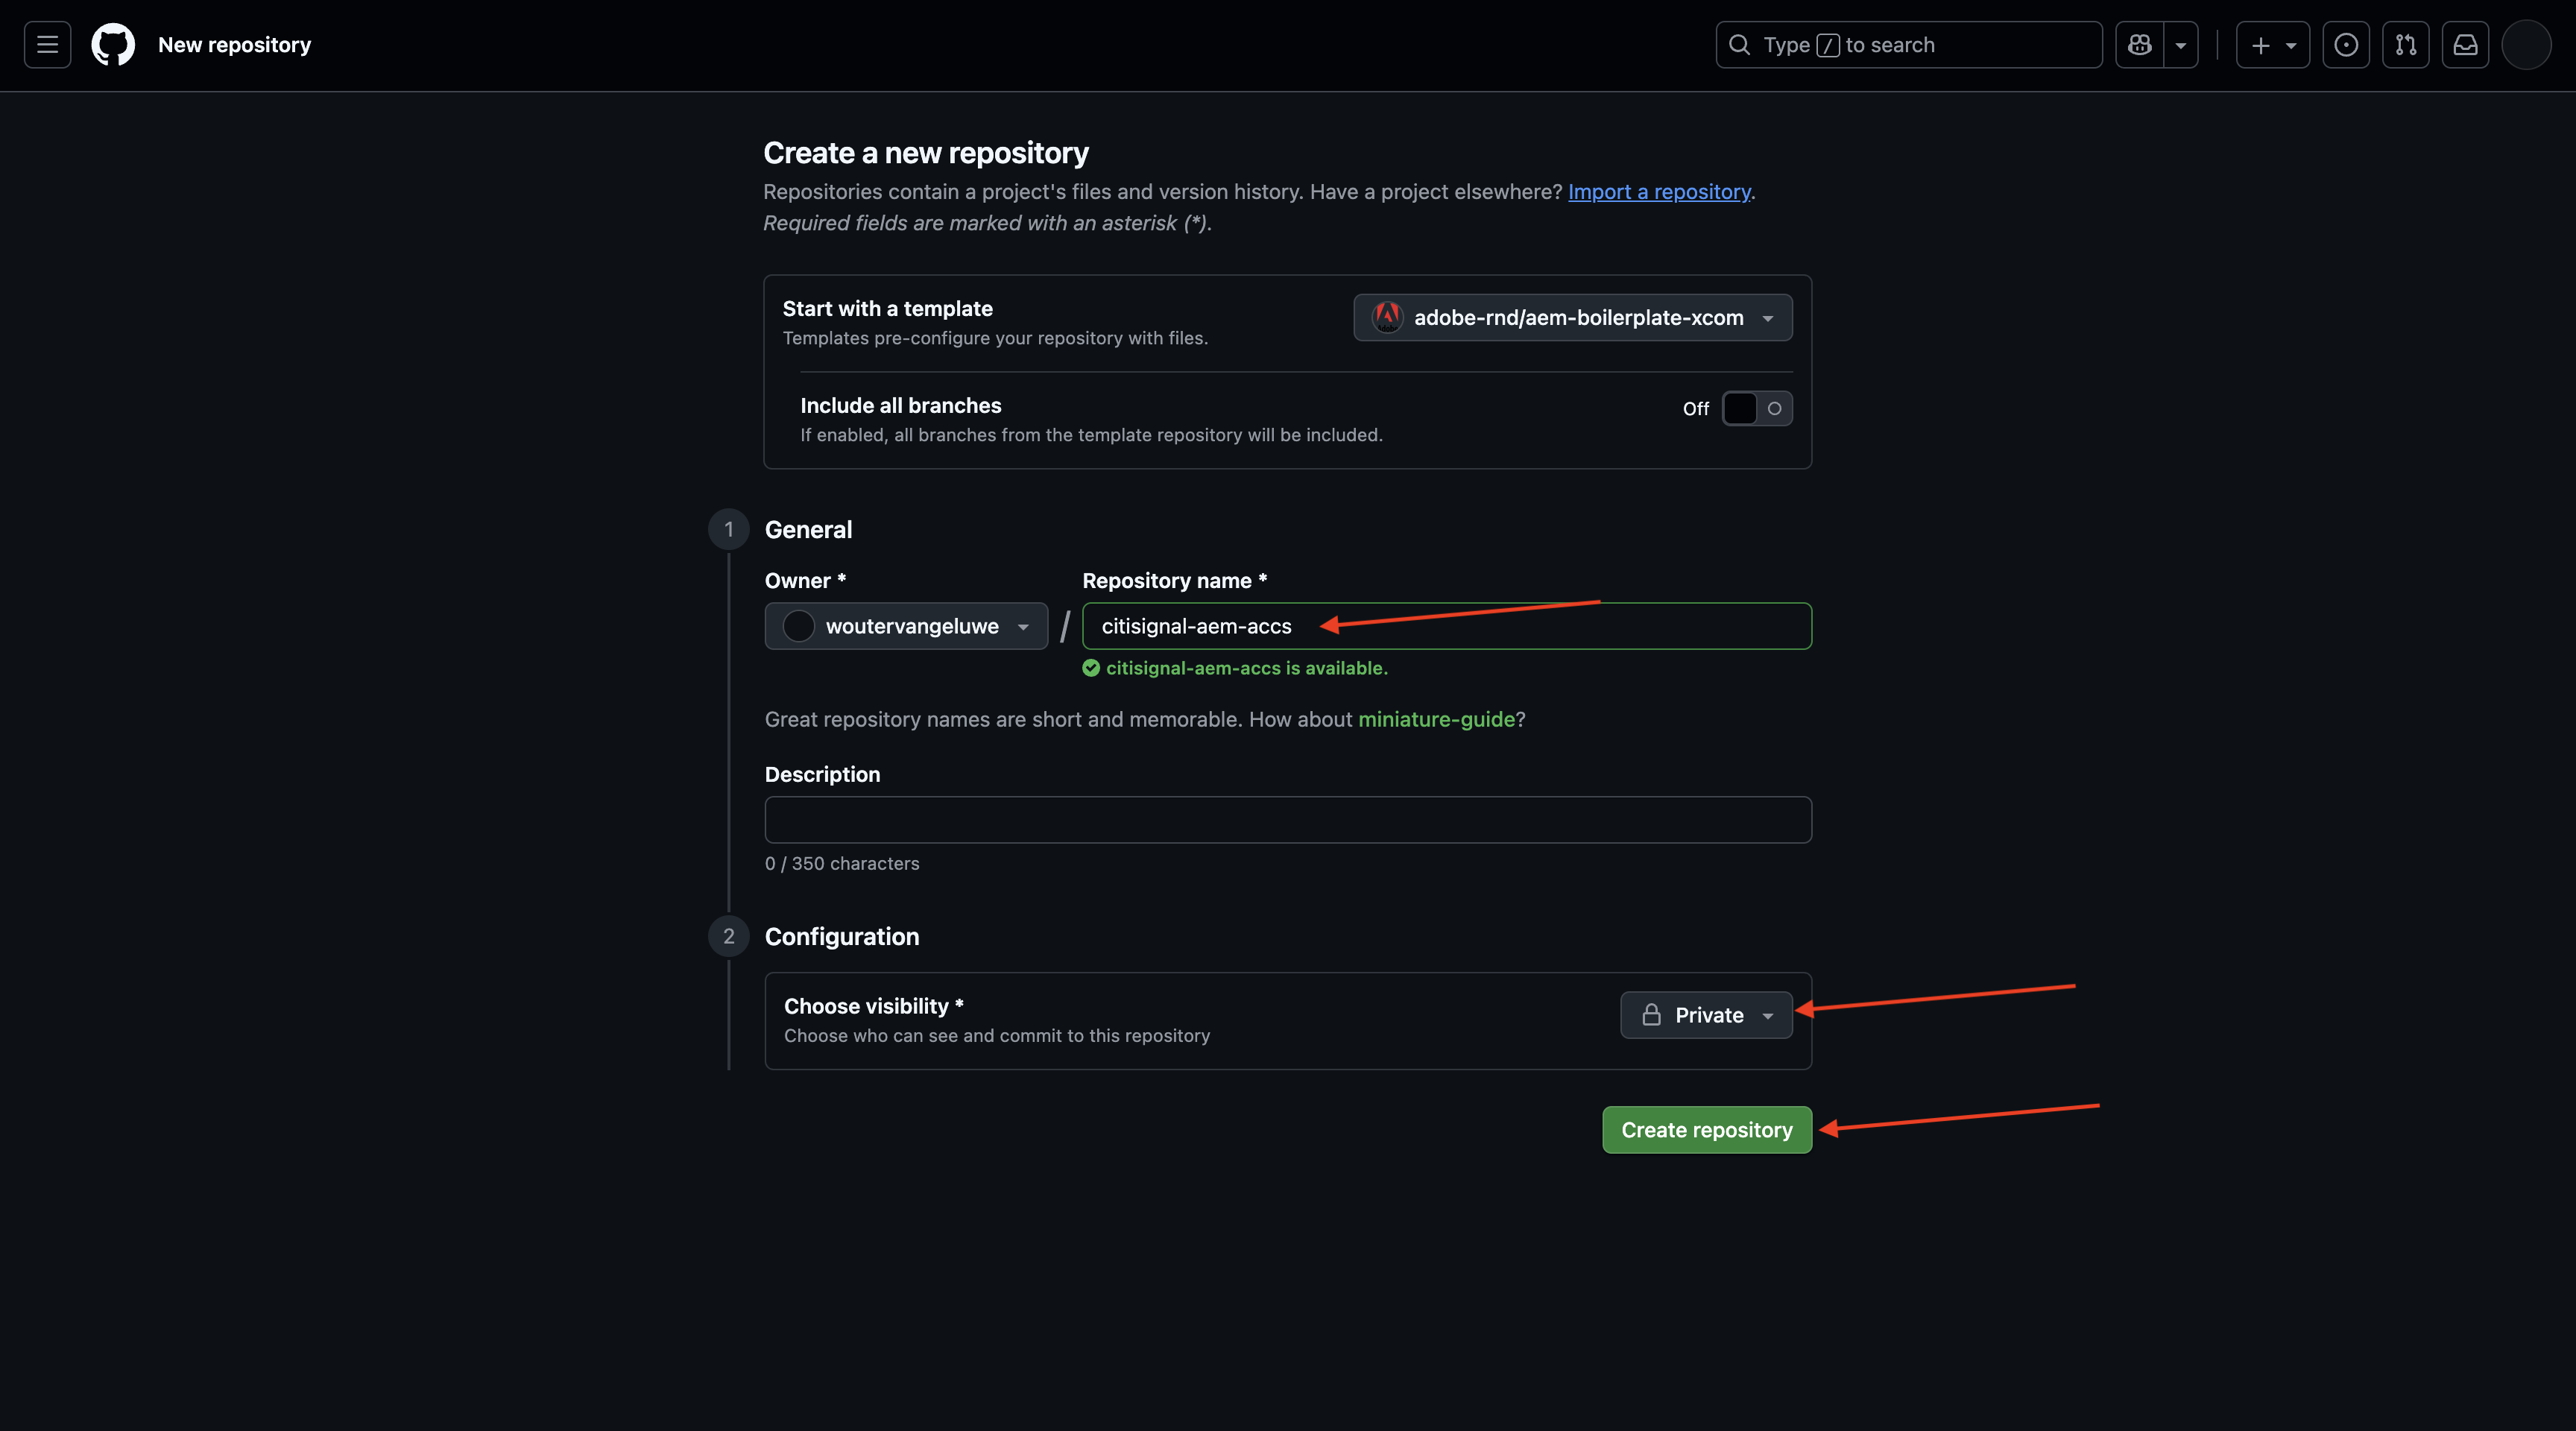 New repository
Type / to search
Create a new repository
Repositories contain a project's files and version history. Have a project elsewhere? Import a repository.
Required fields are marked with an asterisk (*).
Start with a template
Templates pre-configure your repository with files.
adobe-rnd/aem-boilerplate-xcom
Include all branches
If enabled, all branches from the template repository will be included.
Off
1 General
Owner *
Repository name *
woutervangeluwe / citisignal-aem-accs
citisignal-aem-accs is available.
Great repository names are short and memorable. How about miniature-guide?
Description
0 / 350 characters
2 Configuration
Choose visibility *
Choose who can see and commit to this repository
Private
Create repository